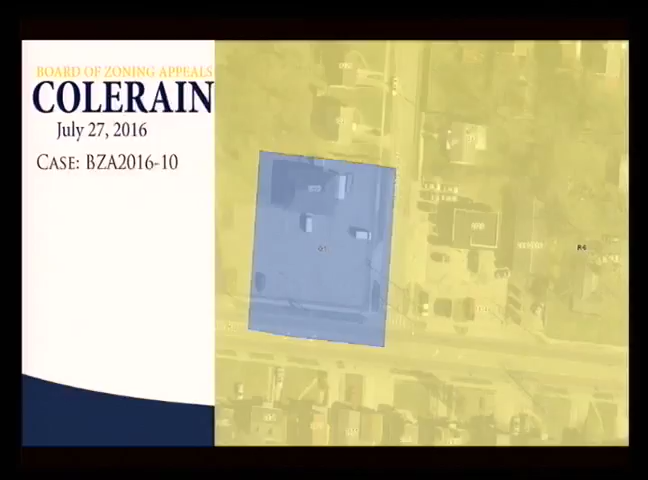 BOARD OF ZONING APPEALS
COLERAIN
July 27, 2016
CASE: BZA2016-10